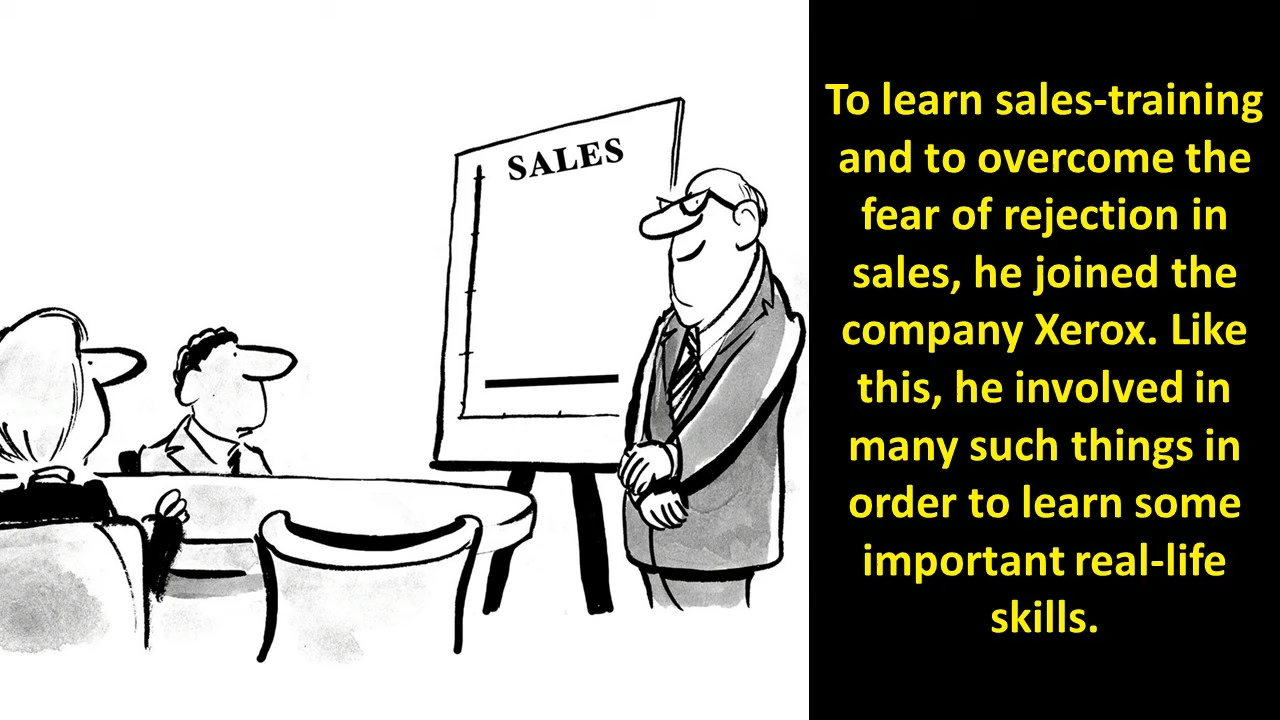 SALES
To learn sales-training
and to overcome the
fear of rejection in
sales, he joined the
company Xerox. Like
this, he involved in
many such things in
order to learn some
important real-life
skills.